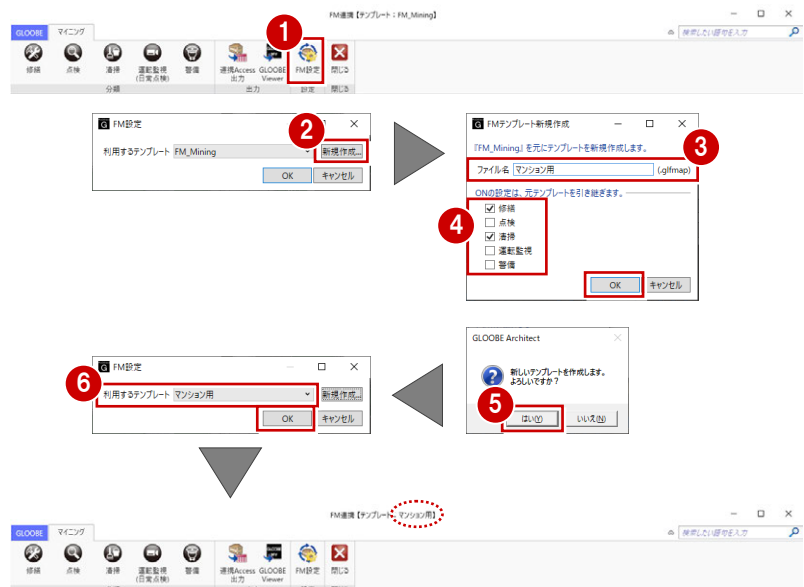 FM連携【テンプレート：FM_Mining】
GLOOBE マイニング 検索したい語句を入力
1
修繕 点検 清掃 運転監視 警備 連携Access GLOOBE FM設定 閉じる
(日常点検) 出力 Viewer
分類 出力 設定 閉じる
G FM設定
2
利用するテンプレート FM_Mining 新規作成...
OK キャンセル
G FMテンプレート新規作成
『FM_Mining』を元にテンプレートを新規作成します。
3
ファイル名 マンション用 (.glfmap)
ONの設定は、元テンプレートを引き継ぎます。
4
修繕
点検
清掃
運転監視
警備
OK キャンセル
GLOOBE Architect
新しいテンプレートを作成します。
よろしいですか？
5
はい(Y) いいえ(N)
G FM設定
6
利用するテンプレート マンション用 新規作成...
OK キャンセル
FM連携【テンプレート：マンション用】
GLOOBE マイニング 検索したい語句を入力
修繕 点検 清掃 運転監視 警備 連携Access GLOOBE FM設定 閉じる
(日常点検) 出力 Viewer